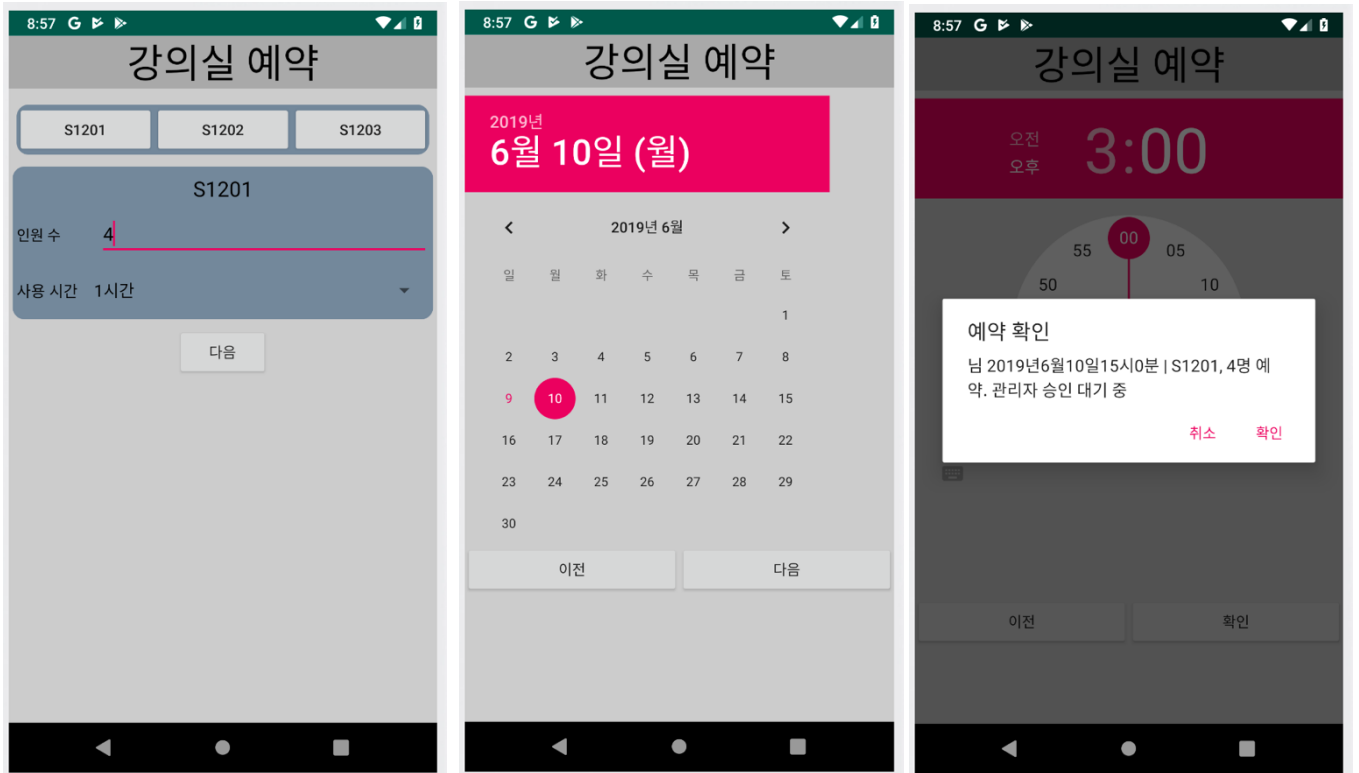 8:57 G
강의실 예약
S1201 S1202 S1203
S1201
인원 수 4
사용 시간 1시간
다음
8:57 G
강의실 예약
2019년
6월 10일 (월)
2019년 6월
일 월 화 수 목 금 토
1
2 3 4 5 6 7 8
9 10 11 12 13 14 15
16 17 18 19 20 21 22
23 24 25 26 27 28 29
30
이전 다음
8:57 G
강의실 예약
오전
오후
3:00
00
55 05
50 10
예약 확인
님 2019년6월10일15시0분 | S1201, 4명 예
약. 관리자 승인 대기 중
취소 확인
이전 확인